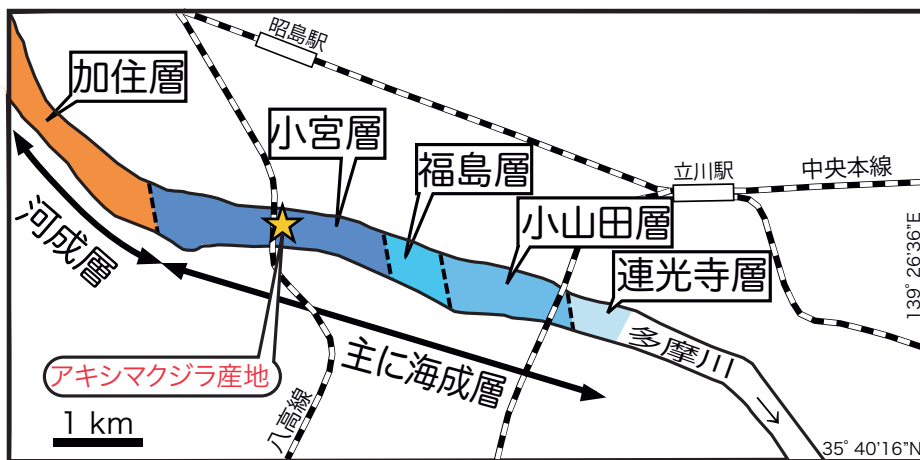 昭島駅
加住層
小宮層
福島層
立川駅
中央本線
小山田層
河成層
連光寺層
139° 26'36"E
多摩川
主に海成層
アキシマクジラ産地
八高線
1 km
→
35° 40'16"N